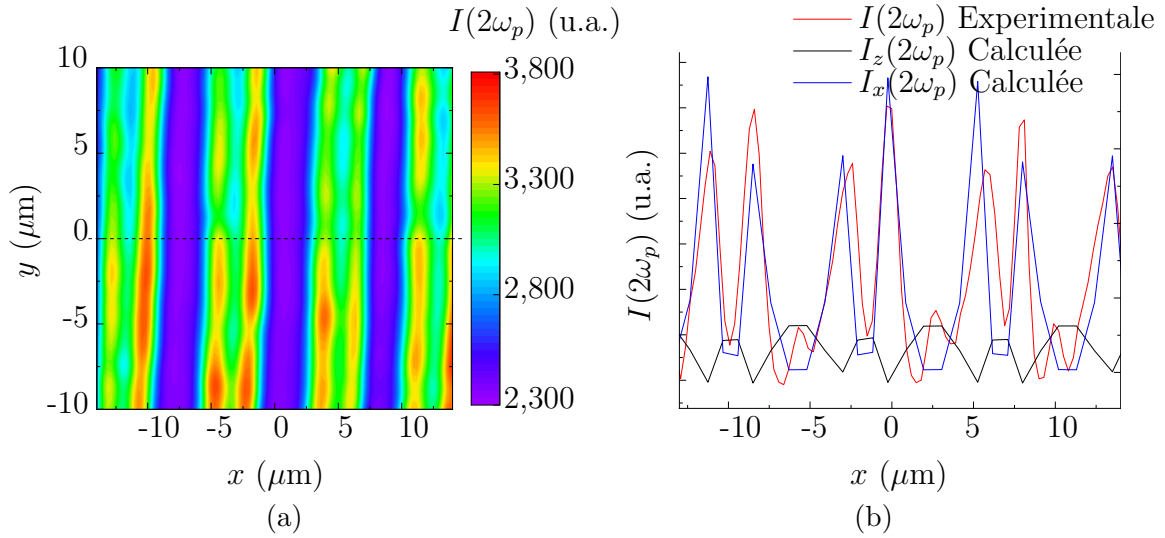 I(2ω_p) (u.a.)
10
5
0
-5
-10
y (μm)
-10
-5
0
5
10
x (μm)
3,800
3,300
2,800
2,300
(a)
I(2ω_p) Experimentale
I_z(2ω_p) Calculée
I_x(2ω_p) Calculée
I(2ω_p) (u.a.)
-10
-5
0
5
10
x (μm)
(b)